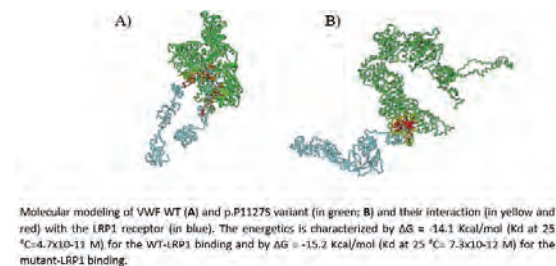 A) B)
Molecular modeling of VWF WT (A) and p.P1127S variant (in green; B) and their interaction (in yellow and
red) with the LRP1 receptor (in blue). The energetics is characterized by ΔG = -14.1 Kcal/mol (Kd at 25
°C=4.7x10-11 M) for the WT-LRP1 binding and by ΔG = -15.2 Kcal/mol (Kd at 25 °C= 7.3x10-12 M) for the
mutant-LRP1 binding.